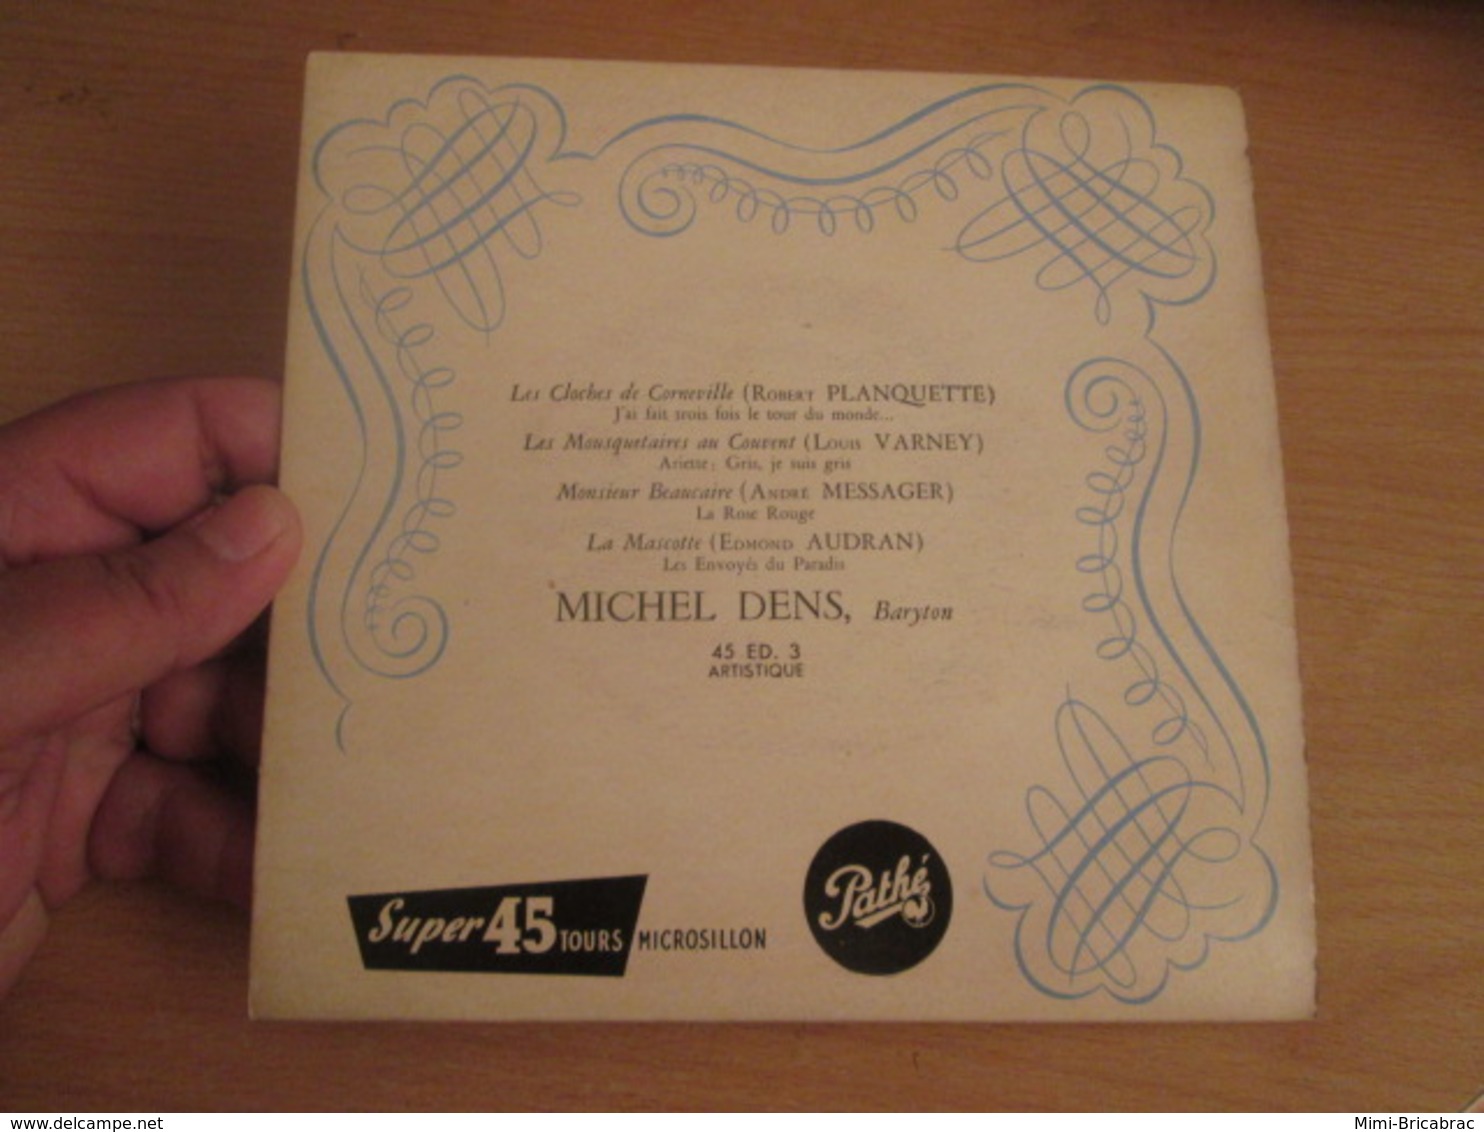 Les Cloches de Corneville (ROBERT PLANQUETTE)
J'ai fait trois fois le tour du monde...
Les Mousquetaires au Couvent (LOUIS VARNEY)
Ariette : Gris, je suis gris
Monsieur Beaucaire (ANDRÉ MESSAGER)
La Rose Rouge
La Mascotte (EDMOND AUDRAN)
Les Envoyés du Paradis
MICHEL DENS, Baryton
45 ED. 3
ARTISTIQUE
Super 45 TOURS MICROSILLON
Pathé
delcampe.net
Mimi-Bricabrac